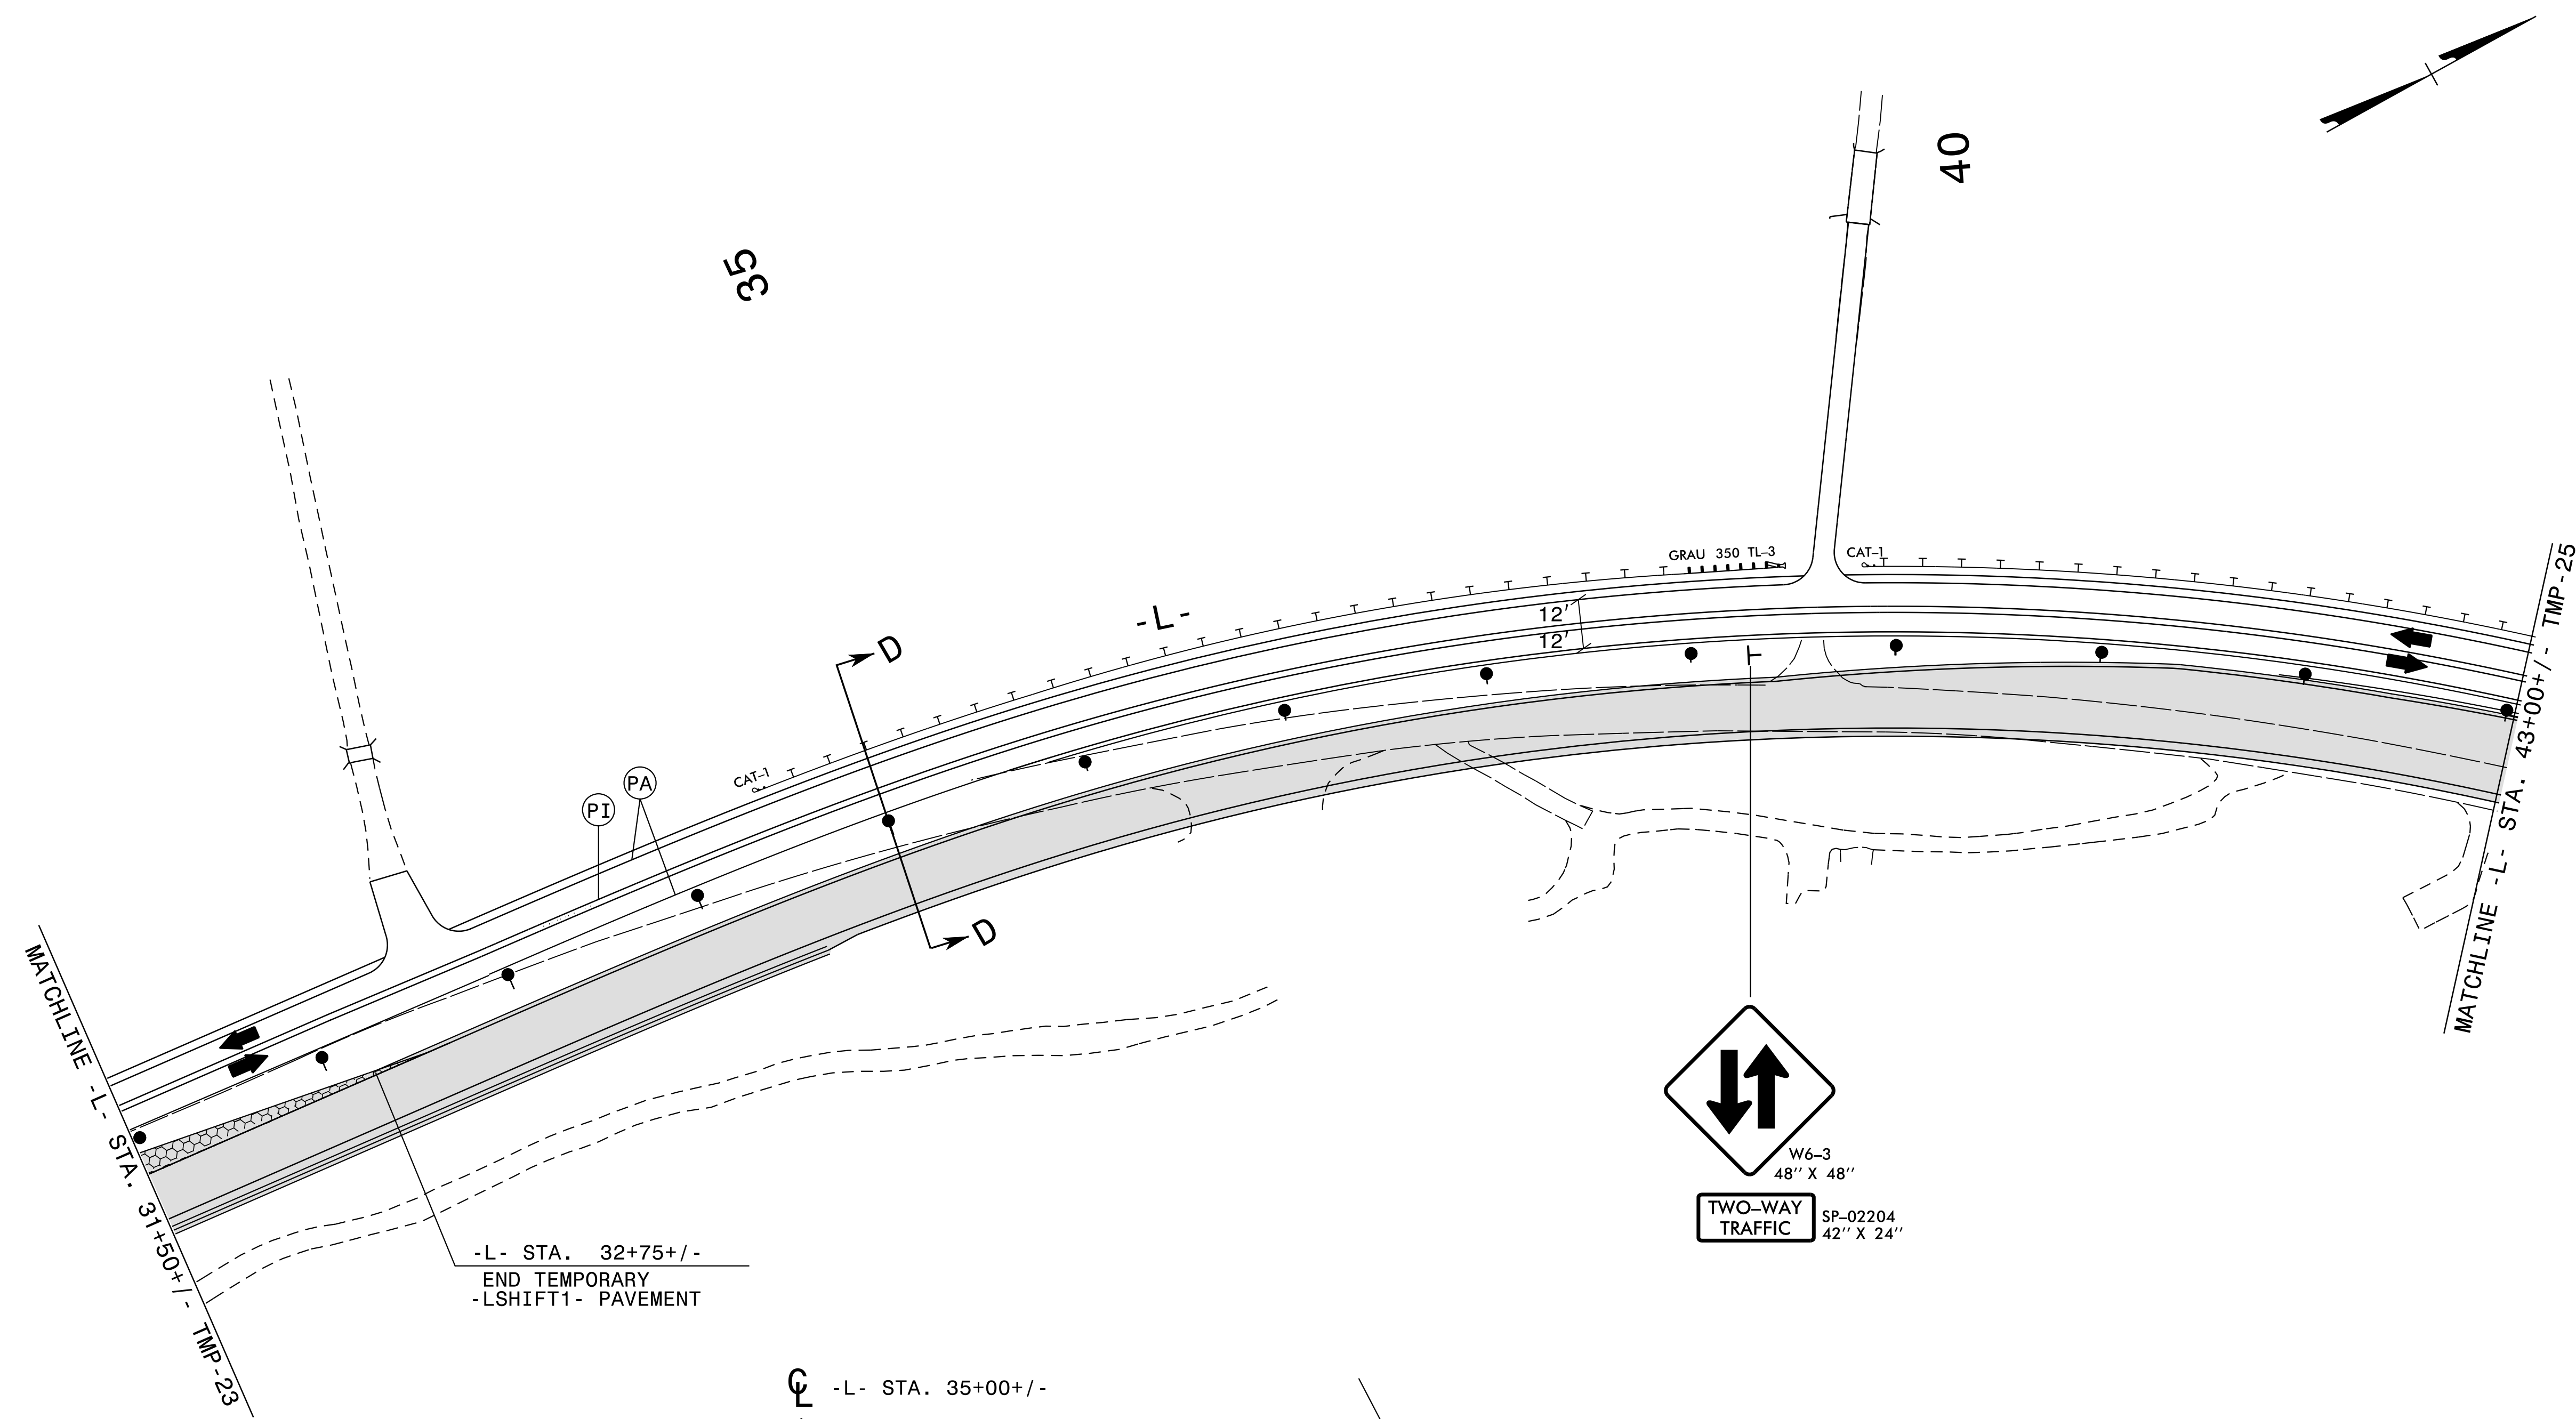 40
35
GRAU 350 TL-3
CAT-1
12'
12'
-L-
D
CAT-1
PA
PI
D
MATCHLINE -L- STA. 43+00+/- TMP-25
MATCHLINE -L- STA. 31+50+/- TMP-23
W6-3
48" X 48"
TWO-WAY
TRAFFIC
SP-02204
42" X 24"
-L- STA. 32+75+/-
END TEMPORARY
-LSHIFT1- PAVEMENT
℄ -L- STA. 35+00+/-